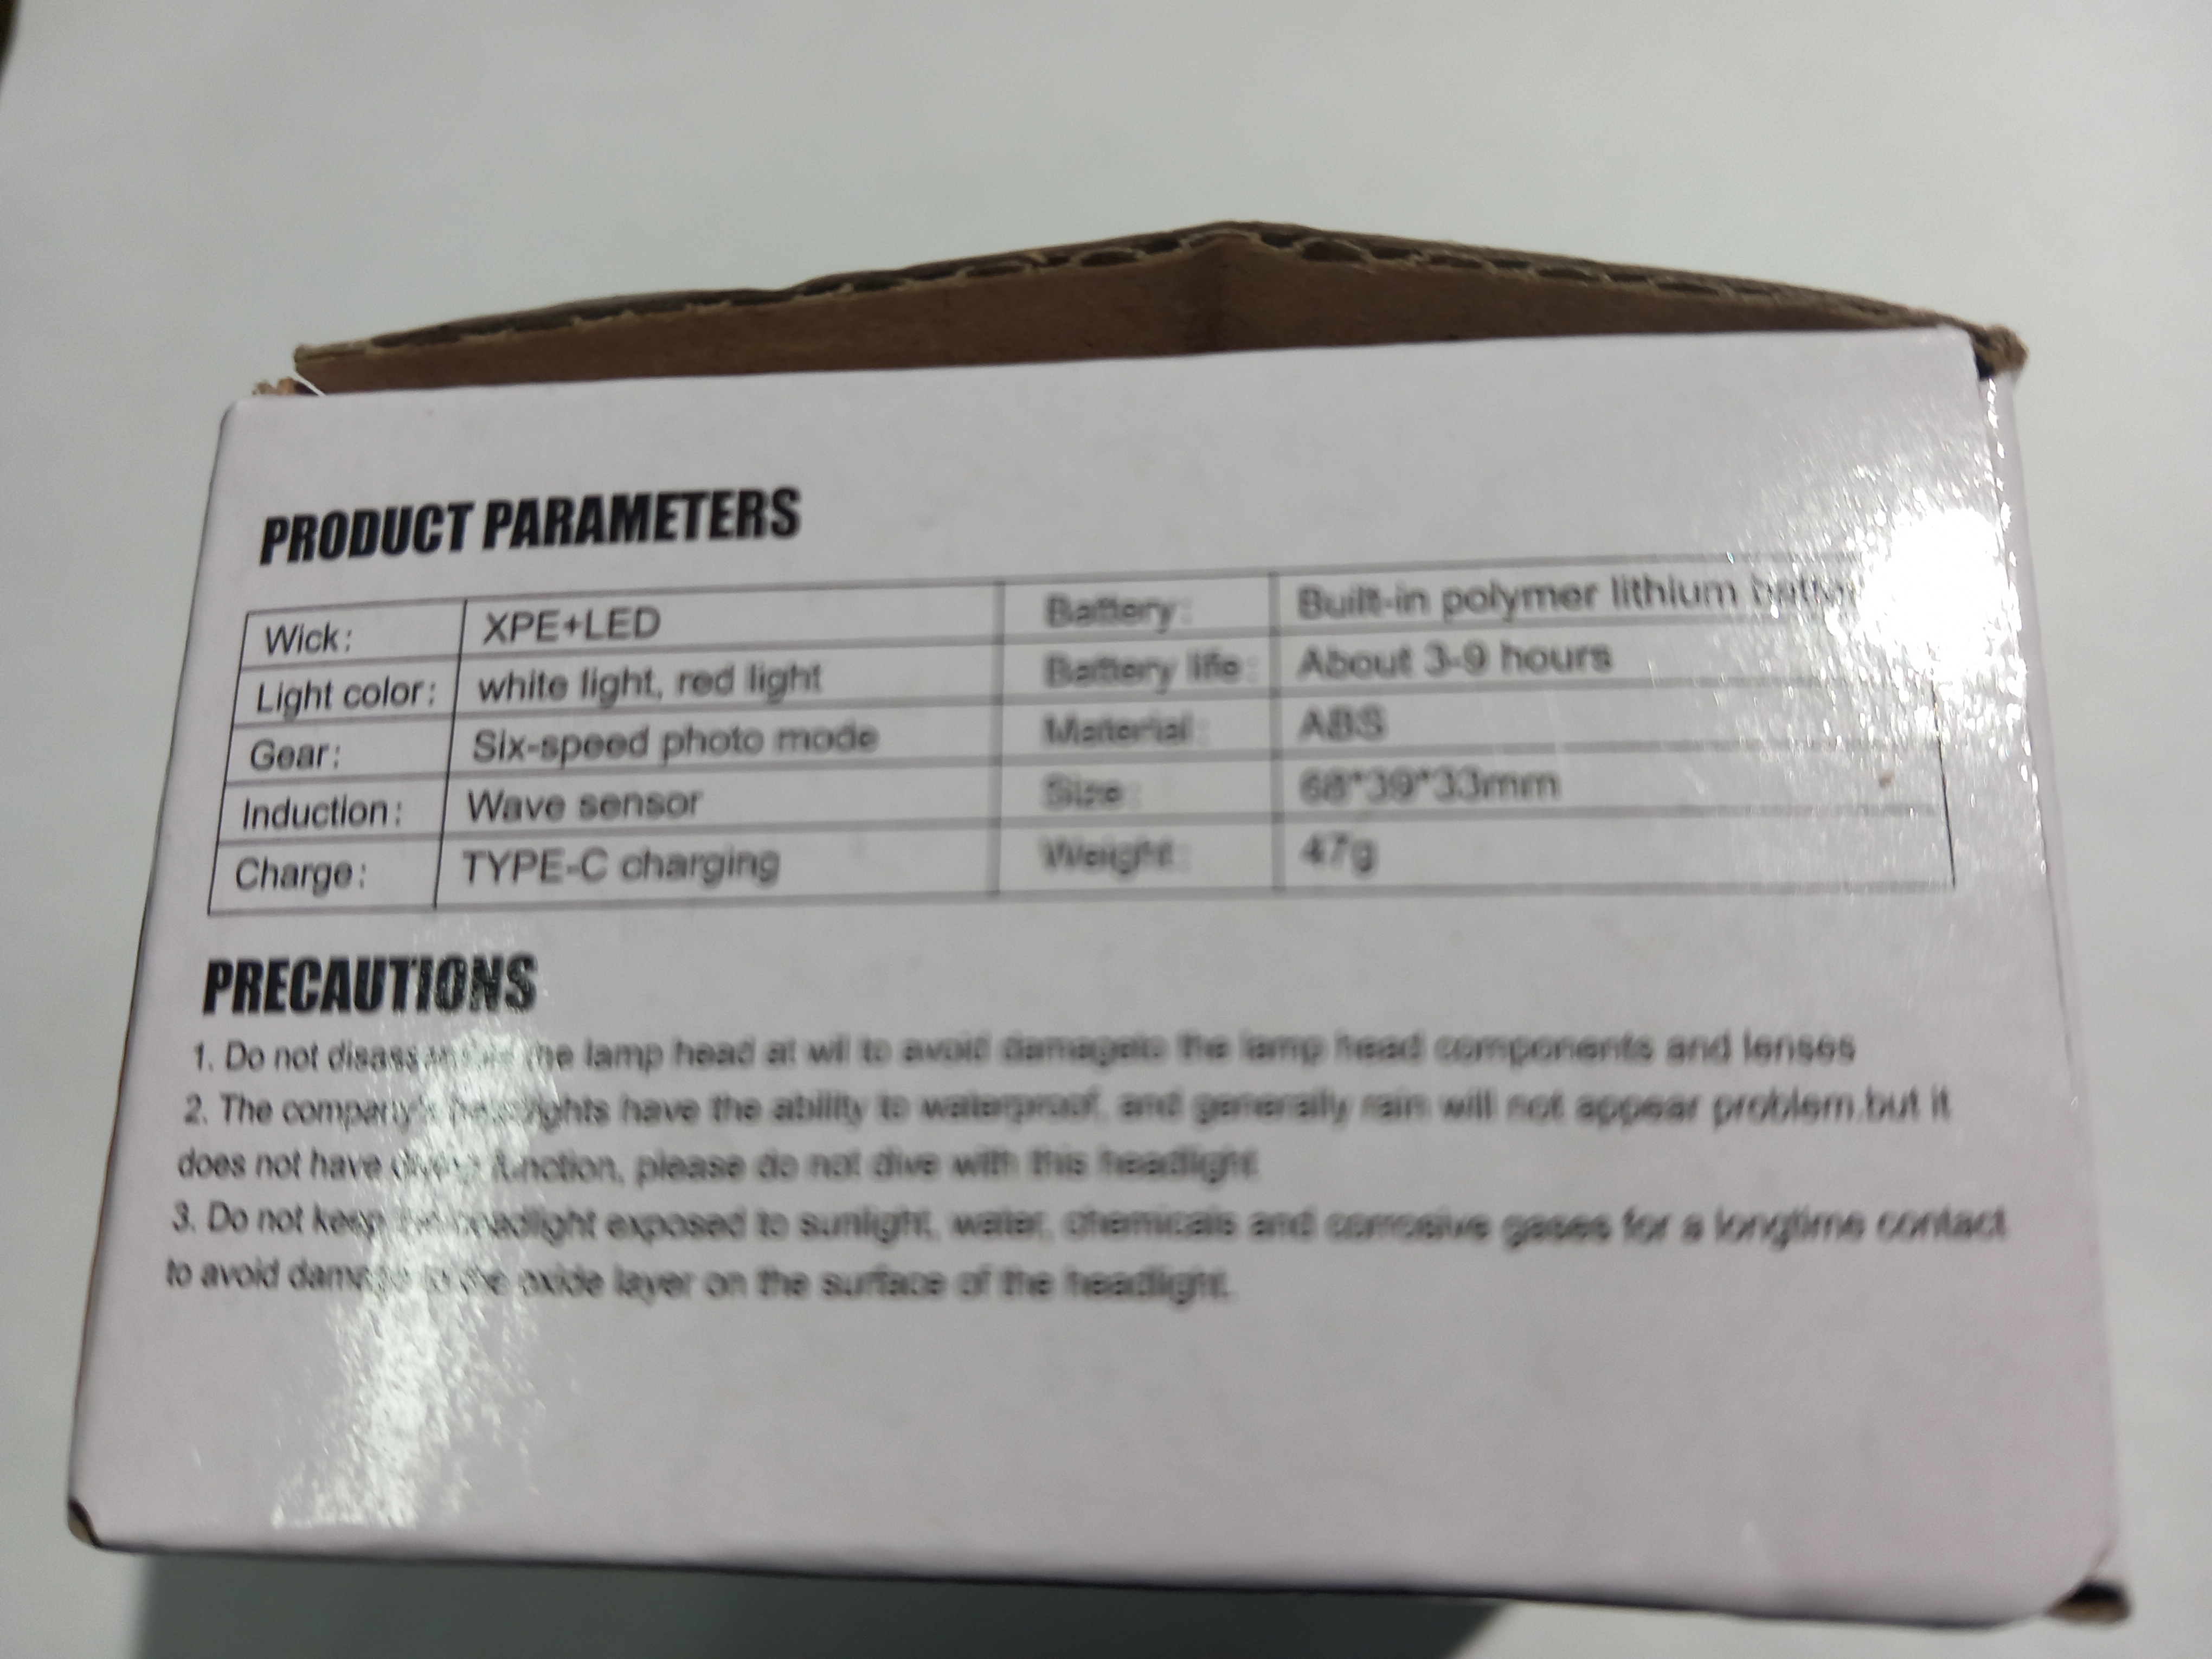 PRODUCT PARAMETERS
Wick: XPE+LED Battery: Built-in polymer lithium
Light color: white light, red light Battery life: About 3-9 hours
Gear: Six-speed photo mode Material: ABS
Induction: Wave sensor Size: 68*39*33mm
Charge: TYPE-C charging Weight: 47g
PRECAUTIONS
1. Do not the lamp head at wil to avoid damageto the lamp head components and lenses
2. The company's headlights have the ability to waterproof, and generally rain will not appear problem.but it
does not have diving function, please do not dive with this headlight
3. Do not keep the headlight exposed to sunlight, water, chemicals and corrosive gases for a longtime contact
to avoid damage to the oxide layer on the surface of the headlight.